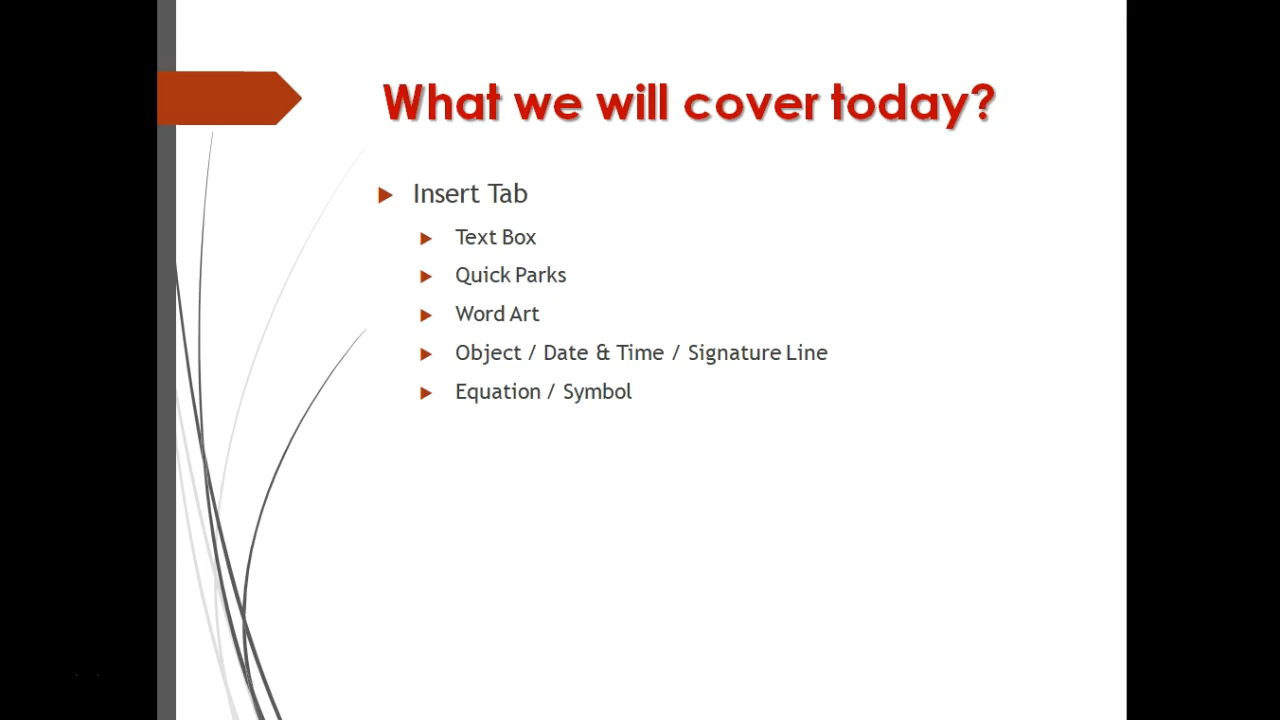 What we will cover today?
Insert Tab
Text Box
Quick Parks
Word Art
Object / Date & Time / Signature Line
Equation / Symbol